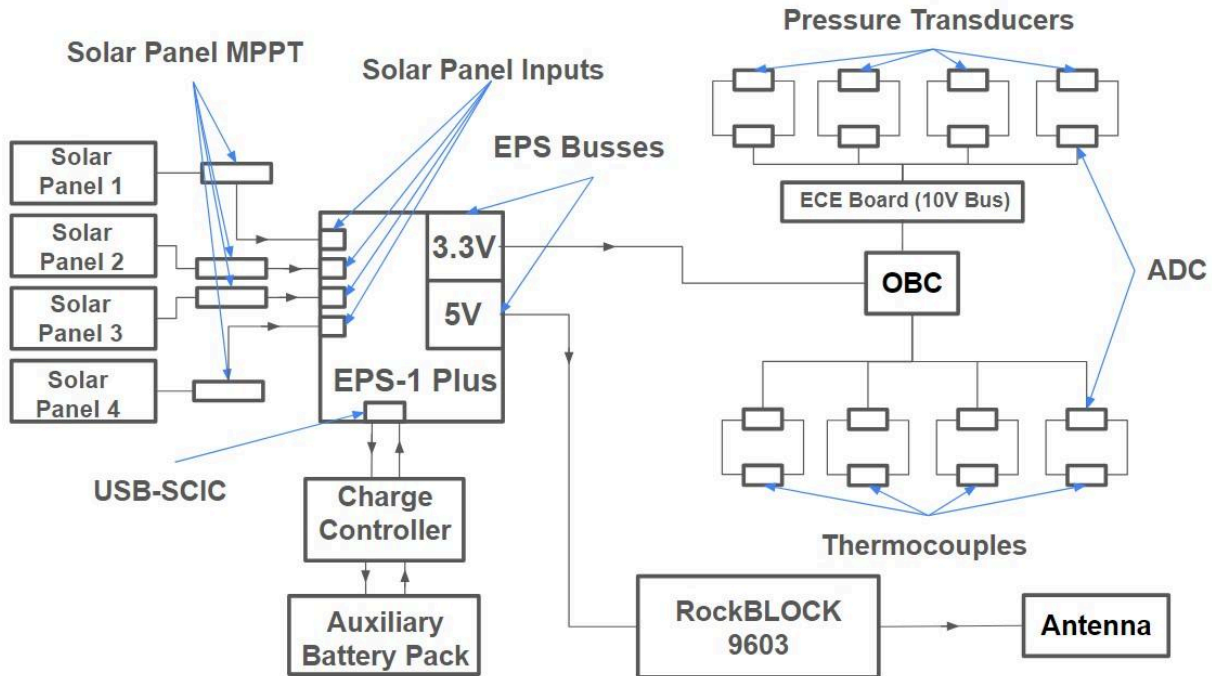 Pressure Transducers
Solar Panel MPPT
Solar Panel Inputs
EPS Busses
Solar
Panel 1
Solar
Panel 2
Solar
Panel 3
Solar
Panel 4
3.3V
5V
EPS-1 Plus
USB-SCIC
Charge
Controller
Auxiliary
Battery Pack
ECE Board (10V Bus)
OBC
ADC
Thermocouples
RockBLOCK
9603
Antenna